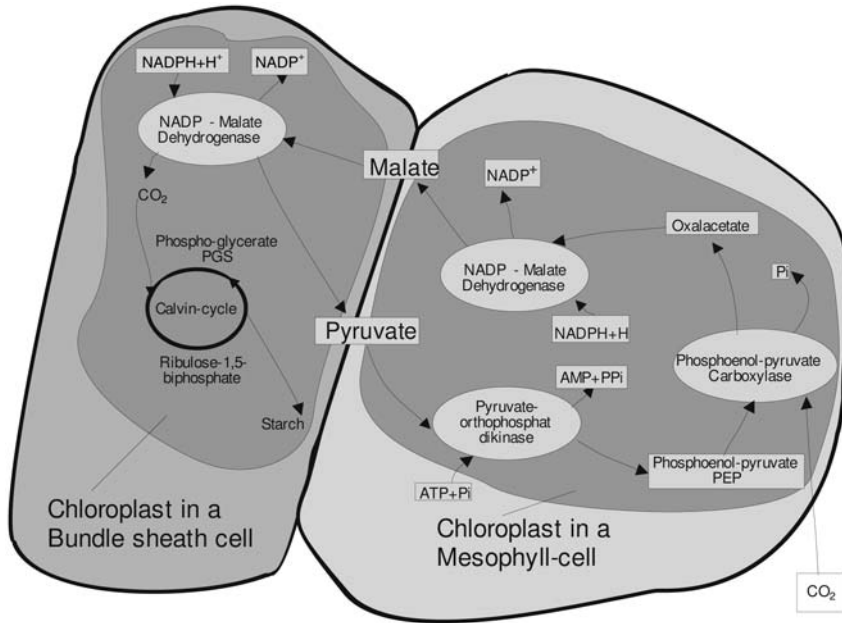 NADPH+H⁺
NADP⁺
NADP - Malate
Dehydrogenase
CO₂
Phospho-glycerate
PGS
Calvin-cycle
Ribulose-1,5-
biphosphate
Starch
Chloroplast in a
Bundle sheath cell
Malate
Pyruvate
NADP⁺
Oxalacetate
NADP - Malate
Dehydrogenase
Pi
NADPH+H
Phosphoenol-pyruvate
Carboxylase
AMP+PPi
Pyruvate-
orthophosphat
dikinase
Phosphoenol-pyruvate
PEP
ATP+Pi
Chloroplast in a
Mesophyll-cell
CO₂